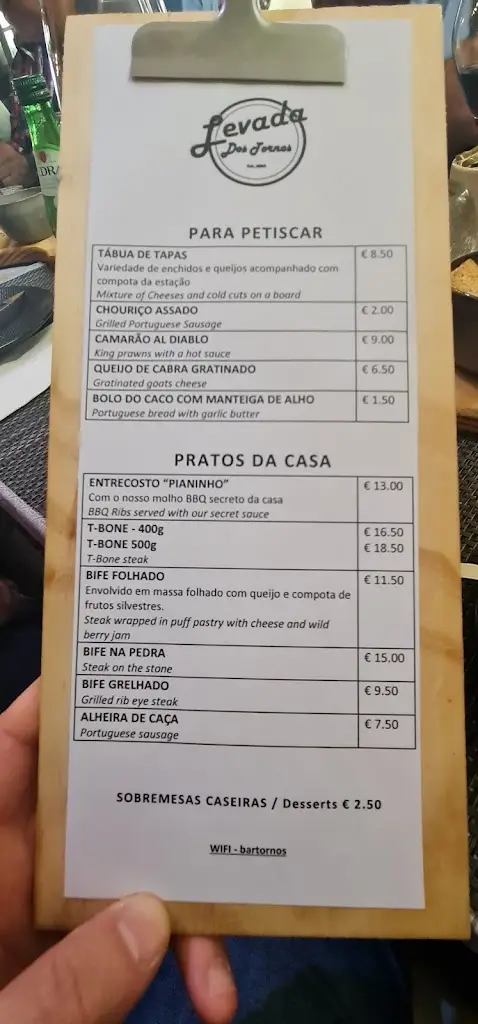 Levada
Dos Tornos
PARA PETISCAR
TÁBUA DE TAPAS € 8.50
Variedade de enchidos e queijos acompanhado com
compota da estação
Mixture of Cheeses and cold cuts on a board
CHOURIÇO ASSADO € 2.00
Grilled Portuguese Sausage
CAMARÃO AL DIABLO € 9.00
King prawns with a hot sauce
QUEIJO DE CABRA GRATINADO € 6.50
Gratinated goats cheese
BOLO DO CACO COM MANTEIGA DE ALHO € 1.50
Portuguese bread with garlic butter
PRATOS DA CASA
ENTRECOSTO "PIANINHO" € 13.00
Com o nosso molho BBQ secreto da casa
BBQ Ribs served with our secret sauce
T-BONE - 400g € 16.50
T-BONE 500g € 18.50
T-Bone steak
BIFE FOLHADO € 11.50
Envolvido em massa folhado com queijo e compota de
frutos silvestres.
Steak wrapped in puff pastry with cheese and wild
berry jam
BIFE NA PEDRA € 15.00
Steak on the stone
BIFE GRELHADO € 9.50
Grilled rib eye steak
ALHEIRA DE CAÇA € 7.50
Portuguese sausage
SOBREMESAS CASEIRAS / Desserts € 2.50
WIFI - bartornos